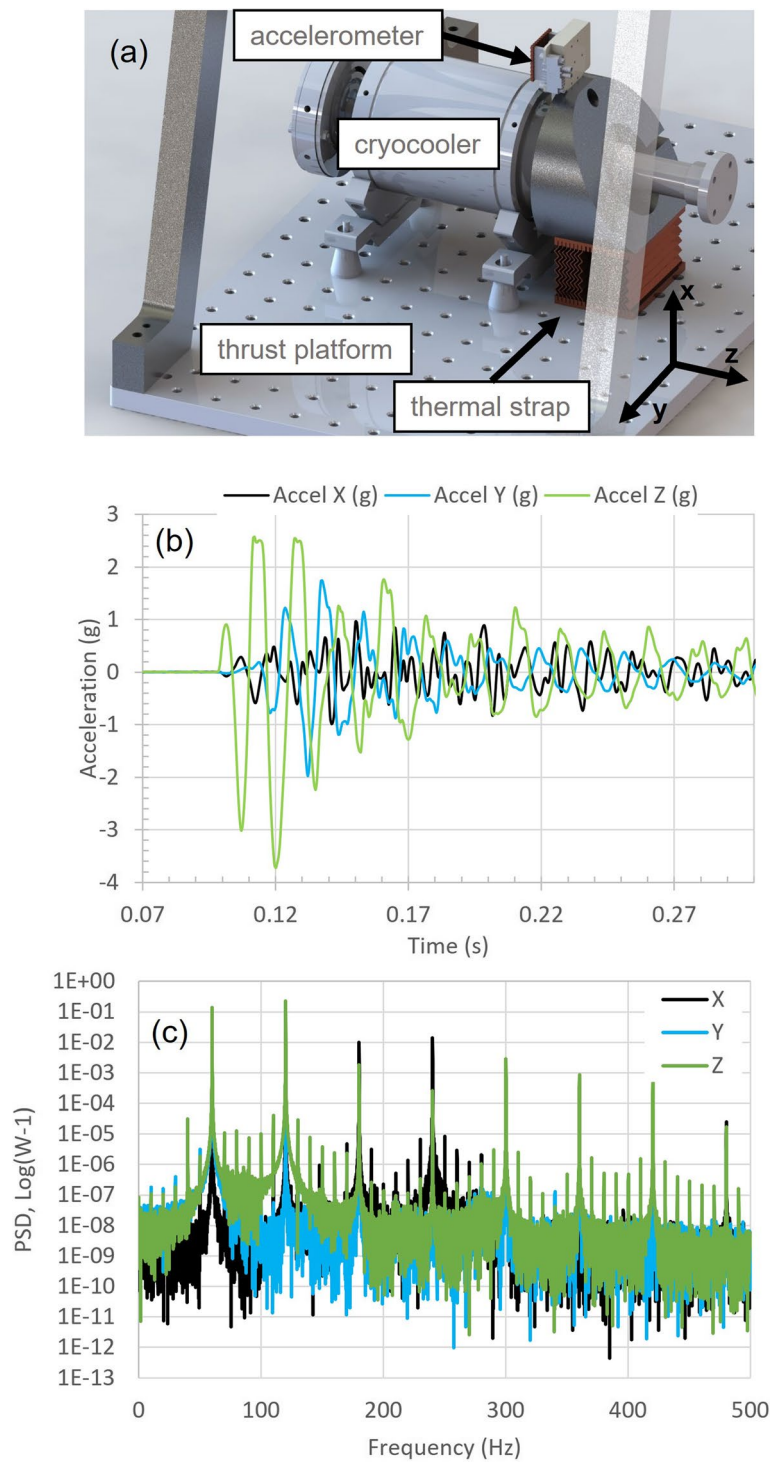 accelerometer
(a)
cryocooler
x
thrust platform
z
thermal strap
y
Accel X (g) Accel Y (g) Accel Z (g)
(b)
3
2
1
0
-1
-2
-3
-4
Acceleration (g)
0.07 0.12 0.17 0.22 0.27
Time (s)
1E+00
1E-01
1E-02
1E-03
1E-04
1E-05
1E-06
1E-07
1E-08
1E-09
1E-10
1E-11
1E-12
1E-13
PSD, Log(W-1)
(c)
X
Y
Z
0 100 200 300 400 500
Frequency (Hz)